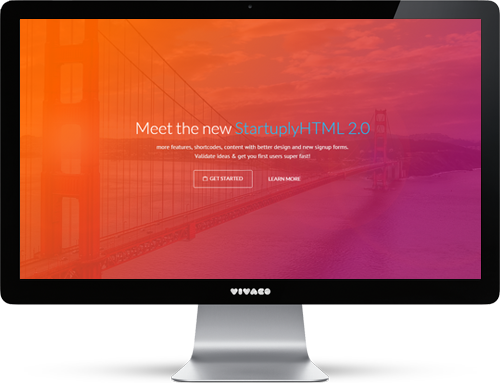 Meet the new StartuplyHTML 2.0
more features, shortcodes, content with better design and new signup forms.
Validate ideas & get you first users super fast!
GET STARTED LEARN MORE
VIVACO